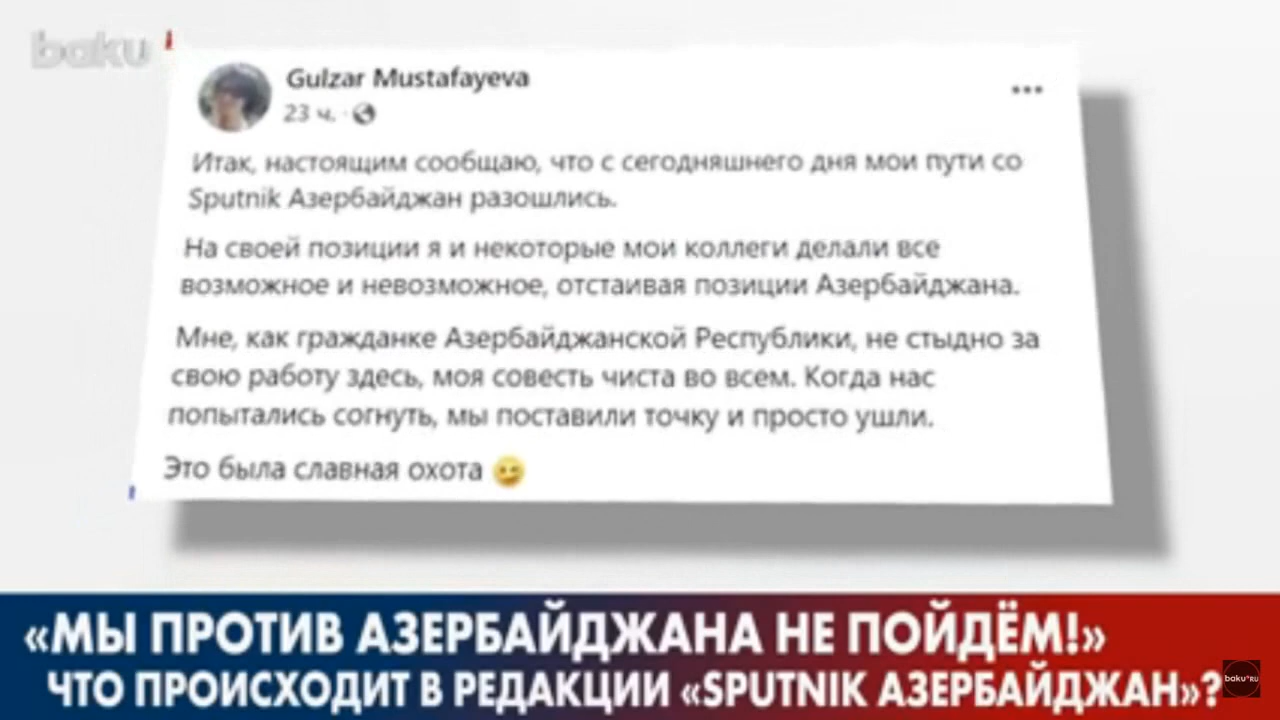 baku
Gulzar Mustafayeva
23 ч. ·
Итак, настоящим сообщаю, что с сегодняшнего дня мои пути со
Sputnik Азербайджан разошлись.
На своей позиции я и некоторые мои коллеги делали все
возможное и невозможное, отстаивая позиции Азербайджана.
Мне, как гражданке Азербайджанской Республики, не стыдно за
свою работу здесь, моя совесть чиста во всем. Когда нас
попытались согнуть, мы поставили точку и просто ушли.
Это была славная охота
«МЫ ПРОТИВ АЗЕРБАЙДЖАНА НЕ ПОЙДЁМ!»
ЧТО ПРОИСХОДИТ В РЕДАКЦИИ «SPUTNIK АЗЕРБАЙДЖАН»?
baku RU